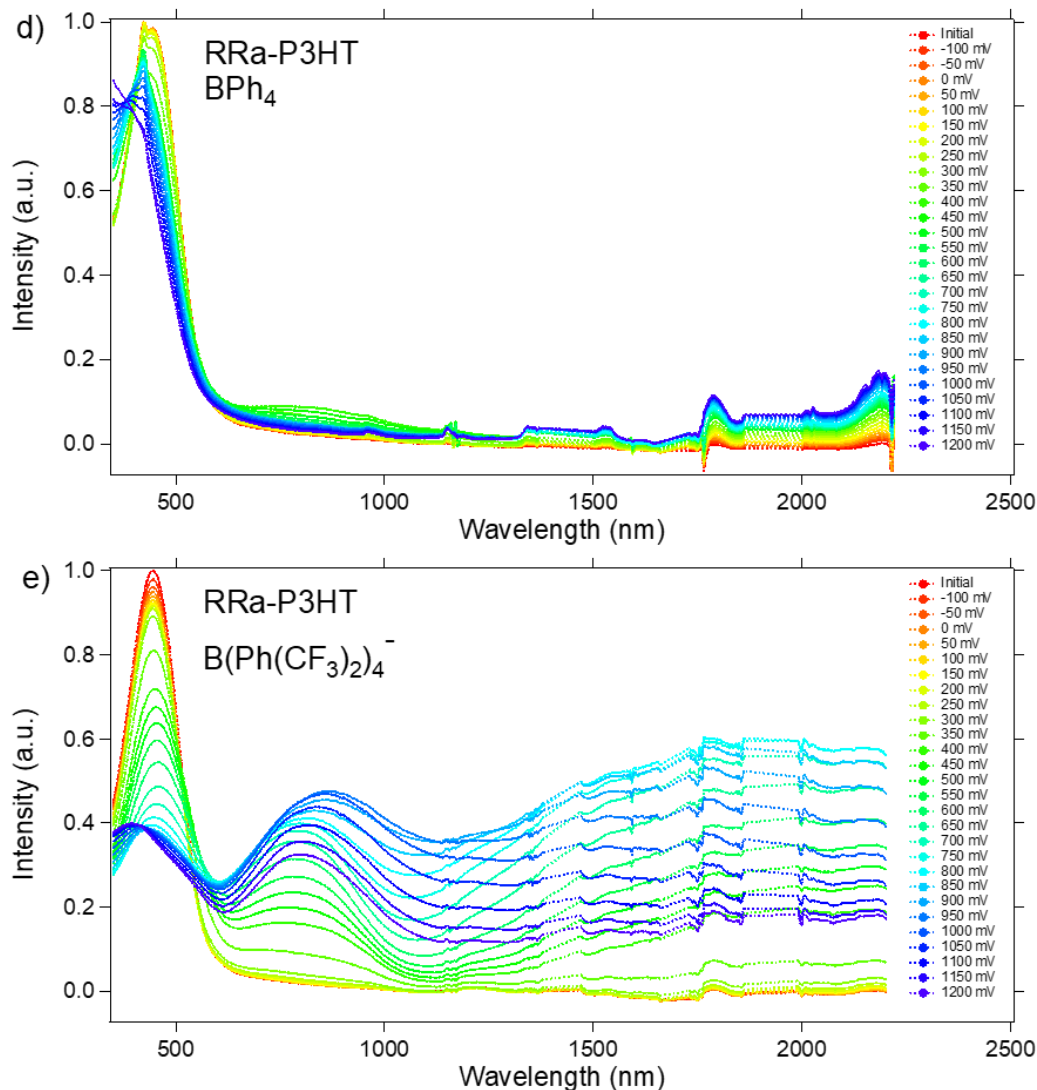 d)
RRa-P3HT
BPh₄
Intensity (a.u.)
1.0
0.8
0.6
0.4
0.2
0.0
500
1000
1500
2000
2500
Wavelength (nm)
Initial
-100 mV
-50 mV
0 mV
50 mV
100 mV
150 mV
200 mV
250 mV
300 mV
350 mV
400 mV
450 mV
500 mV
550 mV
600 mV
650 mV
700 mV
750 mV
800 mV
850 mV
900 mV
950 mV
1000 mV
1050 mV
1100 mV
1150 mV
1200 mV
e)
RRa-P3HT
B(Ph(CF₃)₂)₄⁻
Intensity (a.u.)
1.0
0.8
0.6
0.4
0.2
0.0
500
1000
1500
2000
2500
Wavelength (nm)
Initial
-100 mV
-50 mV
0 mV
50 mV
100 mV
150 mV
200 mV
250 mV
300 mV
350 mV
400 mV
450 mV
500 mV
550 mV
600 mV
650 mV
700 mV
750 mV
800 mV
850 mV
900 mV
950 mV
1000 mV
1050 mV
1100 mV
1150 mV
1200 mV